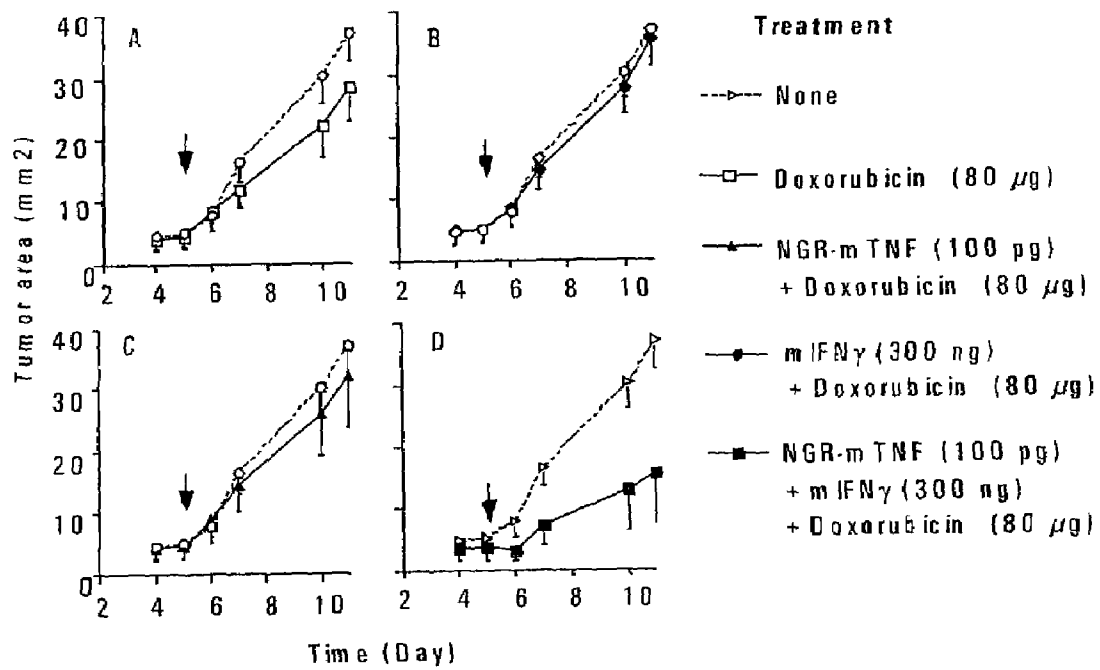 A
B
C
D
40
30
20
10
0
2
4
6
8
10
2
4
6
8
10
40
30
20
10
0
2
4
6
8
10
2
4
6
8
10
Tumor area (mm2)
Time (Day)
Treatment
None
Doxorubicin (80 µg)
NGR-mTNF (100 pg)
+ Doxorubicin (80 µg)
mIFNγ (300 ng)
+ Doxorubicin (80 µg)
NGR-mTNF (100 pg)
+ mIFNγ (300 ng)
+ Doxorubicin (80 µg)